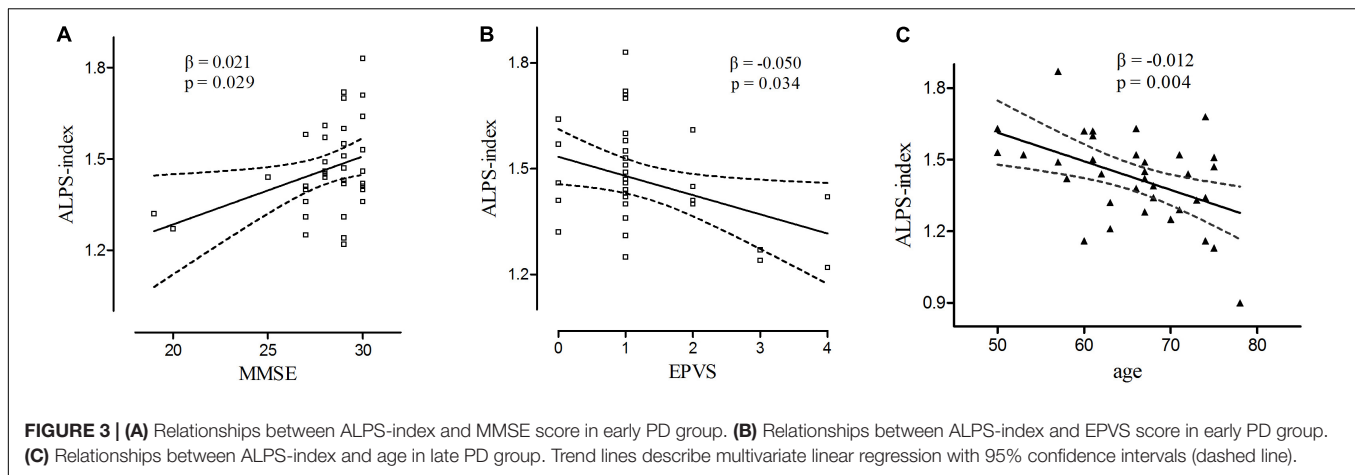 A
β = 0.021
p = 0.029
ALPS-index
1.8
1.5
1.2
20
25
30
MMSE
B
β = -0.050
p = 0.034
ALPS-index
1.8
1.5
1.2
0
1
2
3
4
EPVS
C
β = -0.012
p = 0.004
ALPS-index
1.8
1.5
1.2
0.9
50
60
70
80
age
FIGURE 3 | (A) Relationships between ALPS-index and MMSE score in early PD group. (B) Relationships between ALPS-index and EPVS score in early PD group.
(C) Relationships between ALPS-index and age in late PD group. Trend lines describe multivariate linear regression with 95% confidence intervals (dashed line).